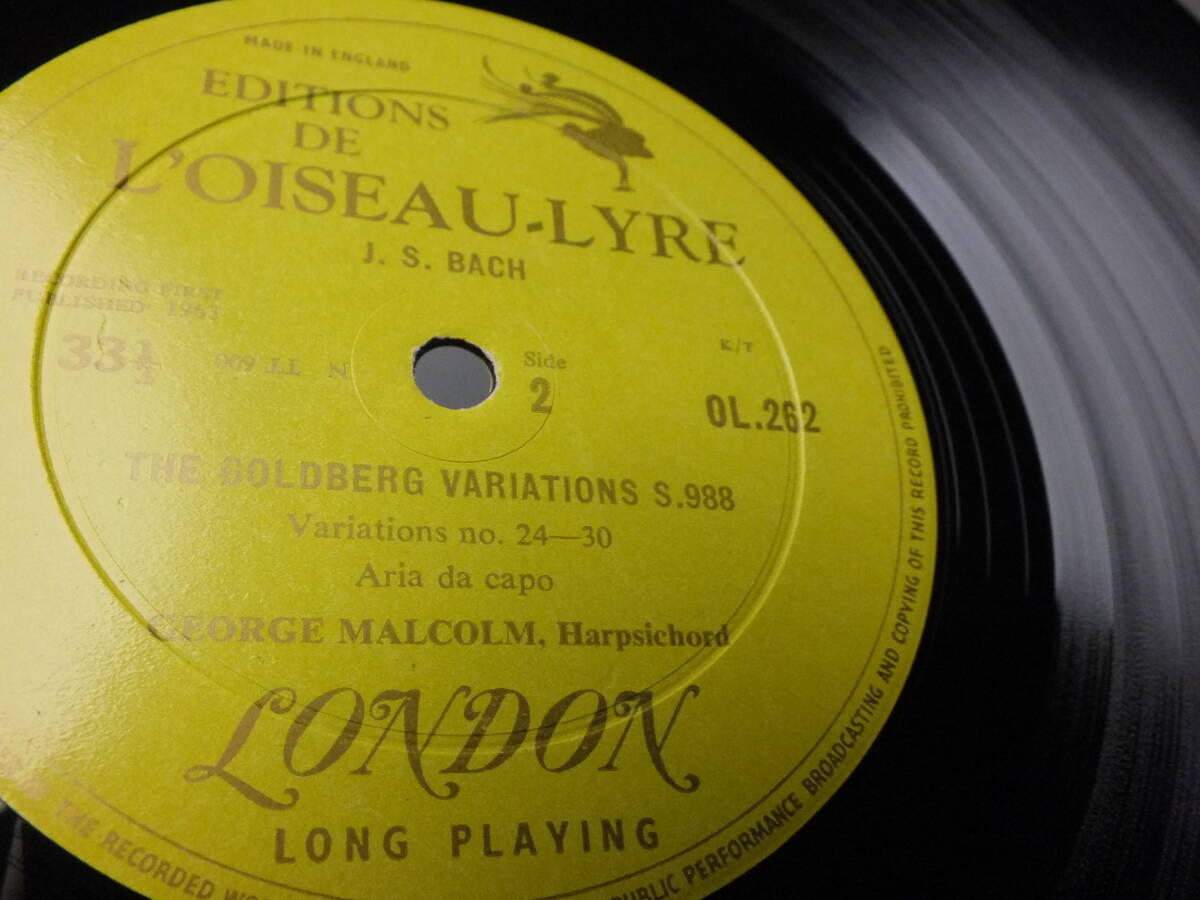 MADE IN ENGLAND
EDITIONS
DE
L'OISEAU-LYRE
J. S. BACH
RECORDING FIRST
PUBLISHED 1963
33⅓
Side
2
K/T
OL.262
THE GOLDBERG VARIATIONS S.988
Variations no. 24—30
Aria da capo
GEORGE MALCOLM, Harpsichord
LONDON
LONG PLAYING
THE RECORDED
PUBLIC PERFORMANCE BROADCASTING AND COPYING OF THIS RECORD PROHIBITED